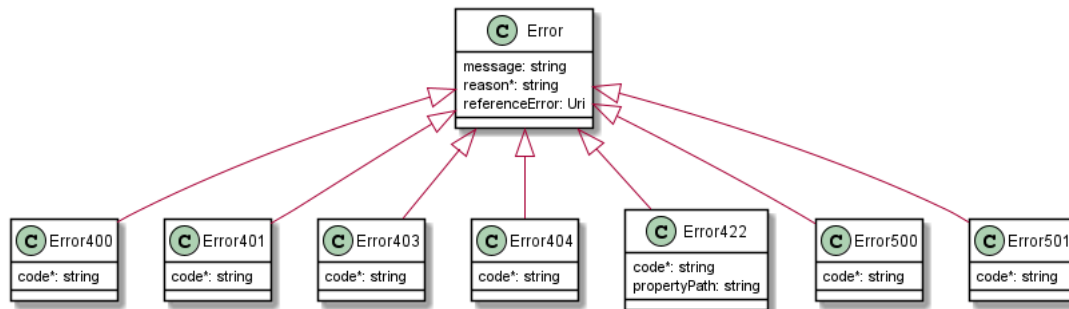 C Error
message: string
reason*: string
referenceError: Uri
C Error400
code*: string
C Error401
code*: string
C Error403
code*: string
C Error404
code*: string
C Error422
code*: string
propertyPath: string
C Error500
code*: string
C Error501
code*: string